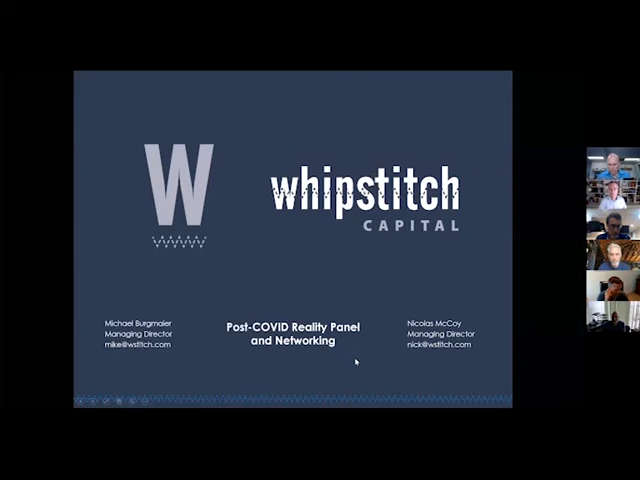 W
whipstitch
CAPITAL
Michael Burgmaier
Managing Director
mike@wstitch.com
Post-COVID Reality Panel
and Networking
Nicolas McCoy
Managing Director
nick@wstitch.com